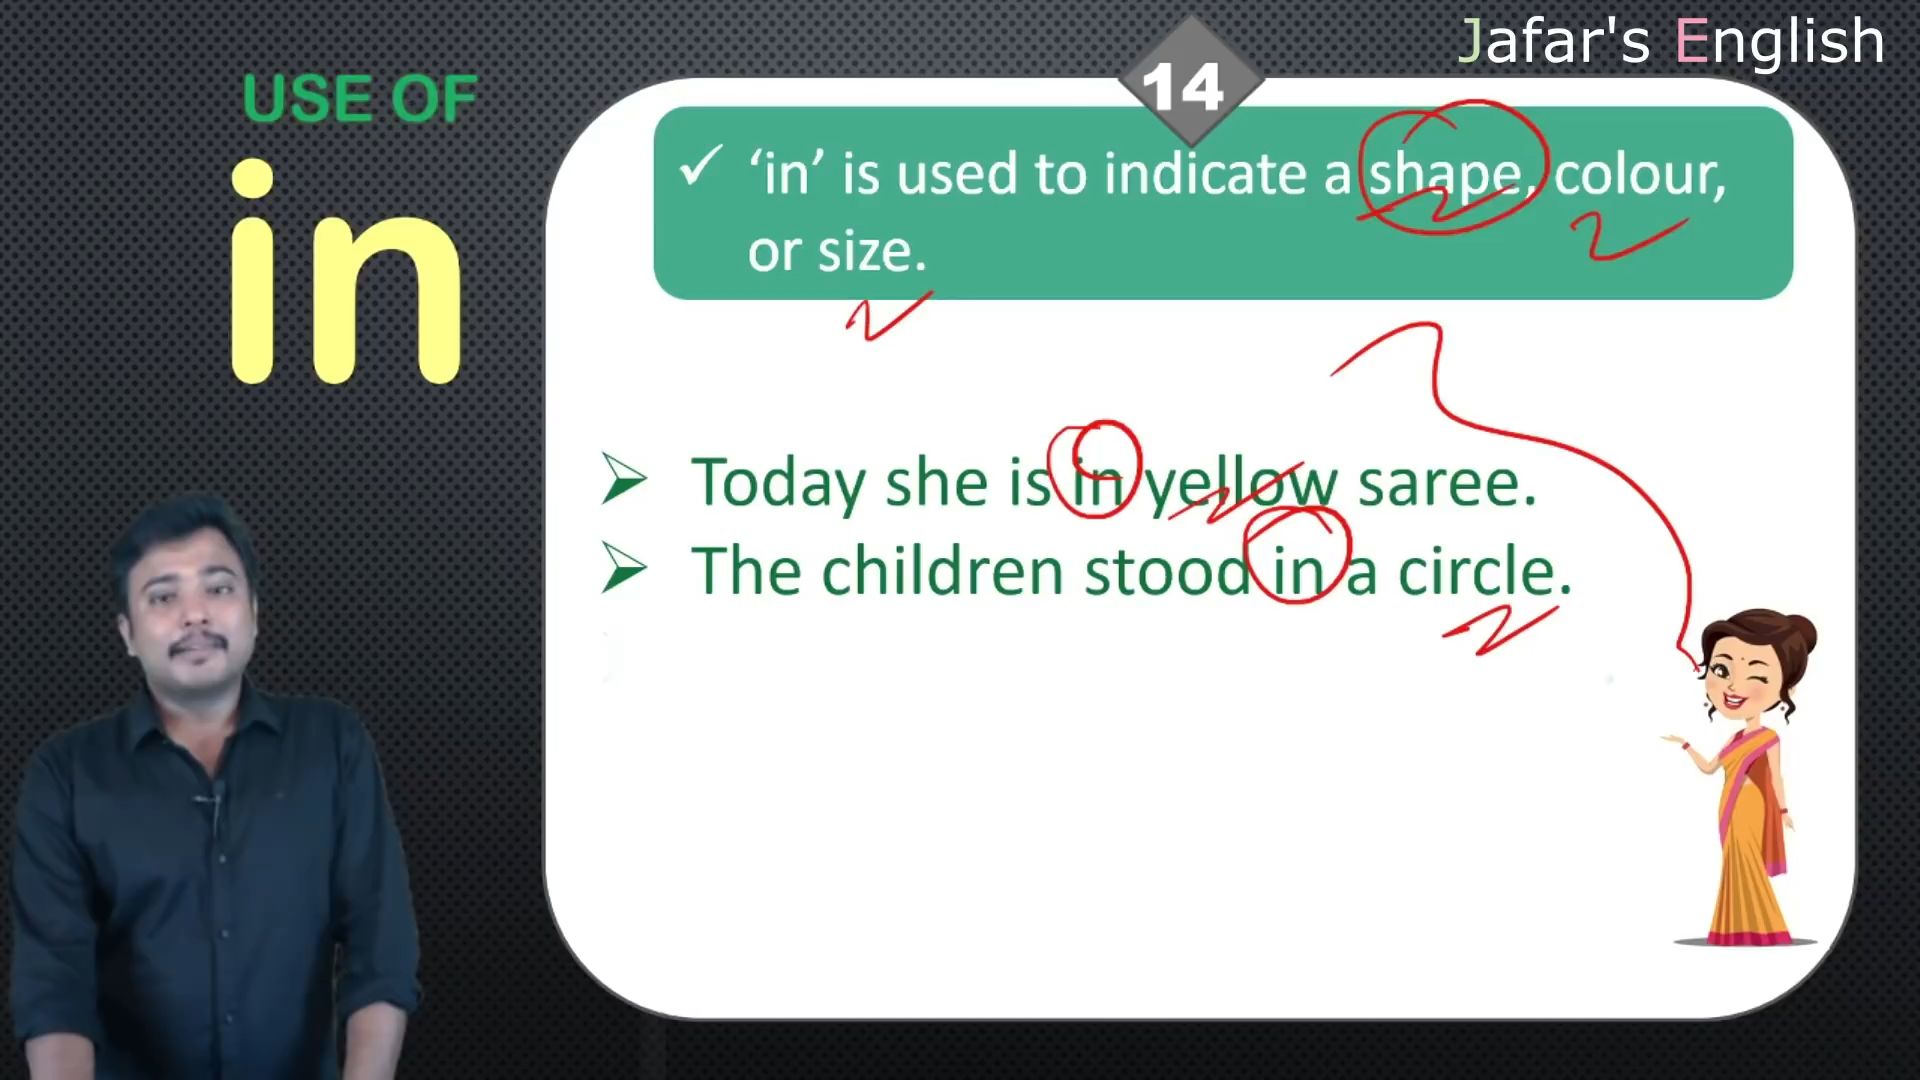 Jafar's English
USE OF
in
14
✓ ‘in’ is used to indicate a shape, colour,
or size.
➢ Today she is in yellow saree.
➢ The children stood in a circle.